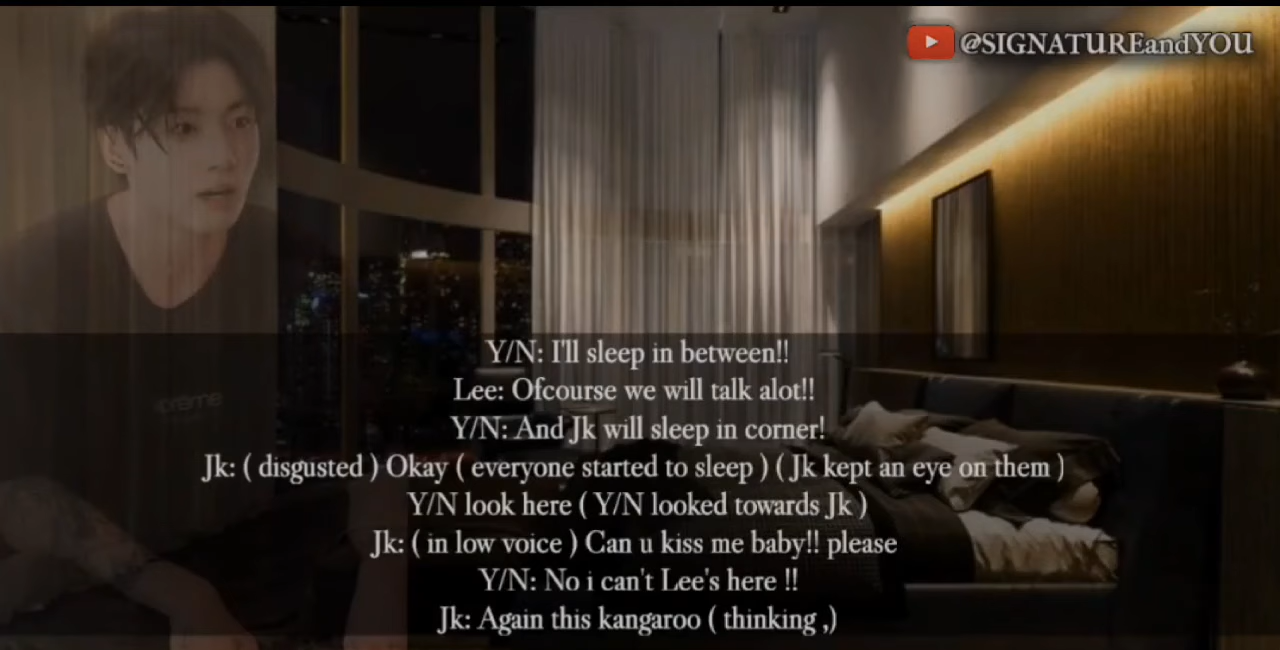 @SIGNATUREandYOU
Y/N: I'll sleep in between!!
Lee: Ofcourse we will talk alot!!
Y/N: And Jk will sleep in corner!
Jk: ( disgusted ) Okay ( everyone started to sleep ) ( Jk kept an eye on them )
Y/N look here ( Y/N looked towards Jk )
Jk: ( in low voice ) Can u kiss me baby!! please
Y/N: No i can't Lee's here !!
Jk: Again this kangaroo ( thinking ,)